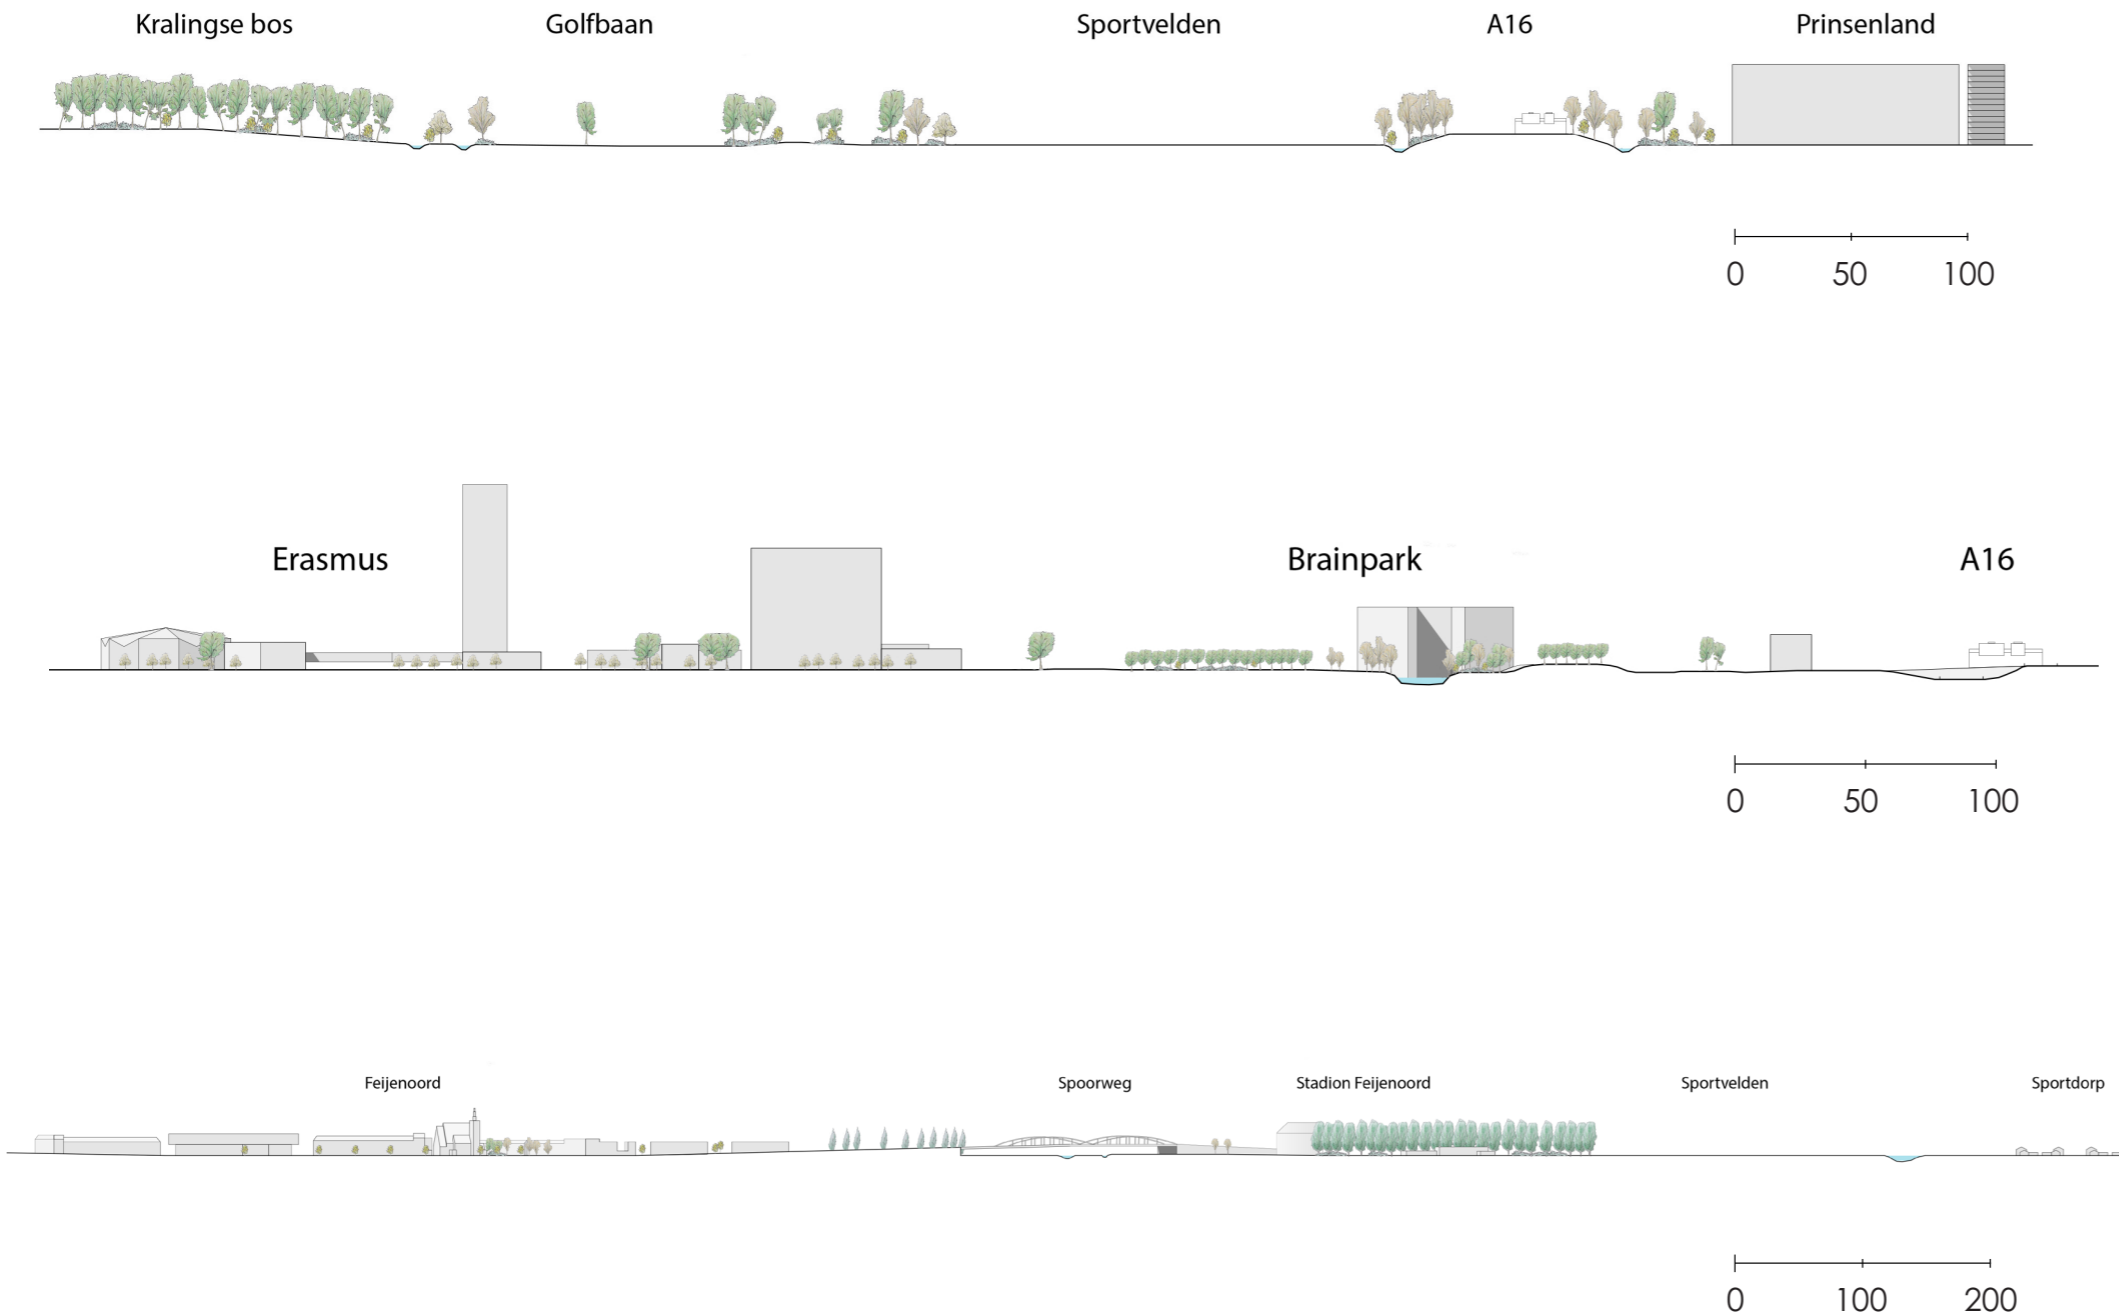 Kralingse bos Golfbaan Sportvelden A16 Prinsenland
0 50 100
Erasmus Brainpark A16
0 50 100
Feijenoord Spoorweg Stadion Feijenoord Sportvelden Sportdorp
0 100 200